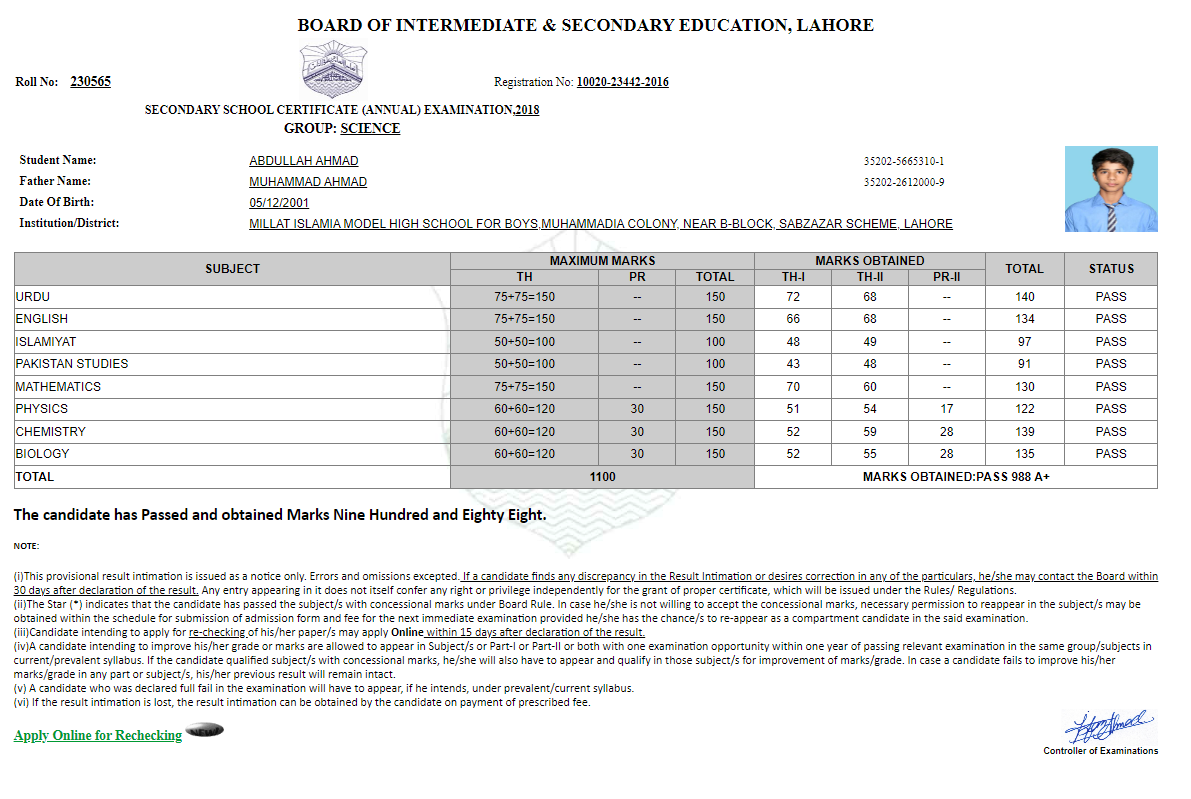 BOARD OF INTERMEDIATE & SECONDARY EDUCATION, LAHORE
Roll No: 230565 Registration No: 10020-23442-2016
SECONDARY SCHOOL CERTIFICATE (ANNUAL) EXAMINATION,2018
GROUP: SCIENCE
Student Name: ABDULLAH AHMAD 35202-5665310-1
Father Name: MUHAMMAD AHMAD 35202-2612000-9
Date Of Birth: 05/12/2001
Institution/District: MILLAT ISLAMIA MODEL HIGH SCHOOL FOR BOYS,MUHAMMADIA COLONY, NEAR B-BLOCK, SABZAZAR SCHEME, LAHORE
SUBJECT MAXIMUM MARKS MARKS OBTAINED TOTAL STATUS
TH PR TOTAL TH-I TH-II PR-II
URDU 75+75=150 -- 150 72 68 -- 140 PASS
ENGLISH 75+75=150 -- 150 66 68 -- 134 PASS
ISLAMIYAT 50+50=100 -- 100 48 49 -- 97 PASS
PAKISTAN STUDIES 50+50=100 -- 100 43 48 -- 91 PASS
MATHEMATICS 75+75=150 -- 150 70 60 -- 130 PASS
PHYSICS 60+60=120 30 150 51 54 17 122 PASS
CHEMISTRY 60+60=120 30 150 52 59 28 139 PASS
BIOLOGY 60+60=120 30 150 52 55 28 135 PASS
TOTAL 1100 MARKS OBTAINED:PASS 988 A+
The candidate has Passed and obtained Marks Nine Hundred and Eighty Eight.
NOTE:
(i)This provisional result intimation is issued as a notice only. Errors and omissions excepted. If a candidate finds any discrepancy in the Result Intimation or desires correction in any of the particulars, he/she may contact the Board within
30 days after declaration of the result. Any entry appearing in it does not itself confer any right or privilege independently for the grant of proper certificate, which will be issued under the Rules/ Regulations.
(ii)The Star (*) indicates that the candidate has passed the subject/s with concessional marks under Board Rule. In case he/she is not willing to accept the concessional marks, necessary permission to reappear in the subject/s may be
obtained within the schedule for submission of admission form and fee for the next immediate examination provided he/she has the chance/s to re-appear as a compartment candidate in the said examination.
(iii)Candidate intending to apply for re-checking of his/her paper/s may apply Online within 15 days after declaration of the result.
(iv)A candidate intending to improve his/her grade or marks are allowed to appear in Subject/s or Part-I or Part-II or both with one examination opportunity within one year of passing relevant examination in the same group/subjects in
current/prevalent syllabus. If the candidate qualified subject/s with concessional marks, he/she will also have to appear and qualify in those subject/s for improvement of marks/grade. In case a candidate fails to improve his/her
marks/grade in any part or subject/s, his/her previous result will remain intact.
(v) A candidate who was declared full fail in the examination will have to appear, if he intends, under prevalent/current syllabus.
(vi) If the result intimation is lost, the result intimation can be obtained by the candidate on payment of prescribed fee.
Apply Online for Rechecking NEW
Controller of Examinations